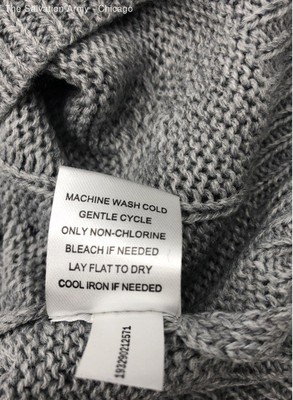 The Salvation Army - Chicago
MACHINE WASH COLD
GENTLE CYCLE
ONLY NON-CHLORINE
BLEACH IF NEEDED
LAY FLAT TO DRY
COOL IRON IF NEEDED
193290212571